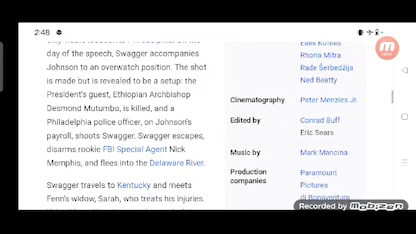 2:48
day of the speech, Swagger accompanies
Johnson to an overwatch position. The shot
is made but is revealed to be a setup: the
President's guest, Ethiopian Archbishop
Desmond Mutumbo, is killed, and a
Philadelphia police officer, on Johnson's
payroll, shoots Swagger. Swagger escapes,
disarms rookie FBI Special Agent Nick
Memphis, and flees into the Delaware River.
Swagger travels to Kentucky and meets
Fenn's widow, Sarah, who treats his injuries.
Elias Koteas
Rhona Mitra
Rade Šerbedžija
Ned Beatty
Cinematography Peter Menzies Jr.
Edited by Conrad Buff
Eric Sears
Music by Mark Mancina
Production Paramount
companies Pictures
di Bonaventura
Recorded by Mobizen